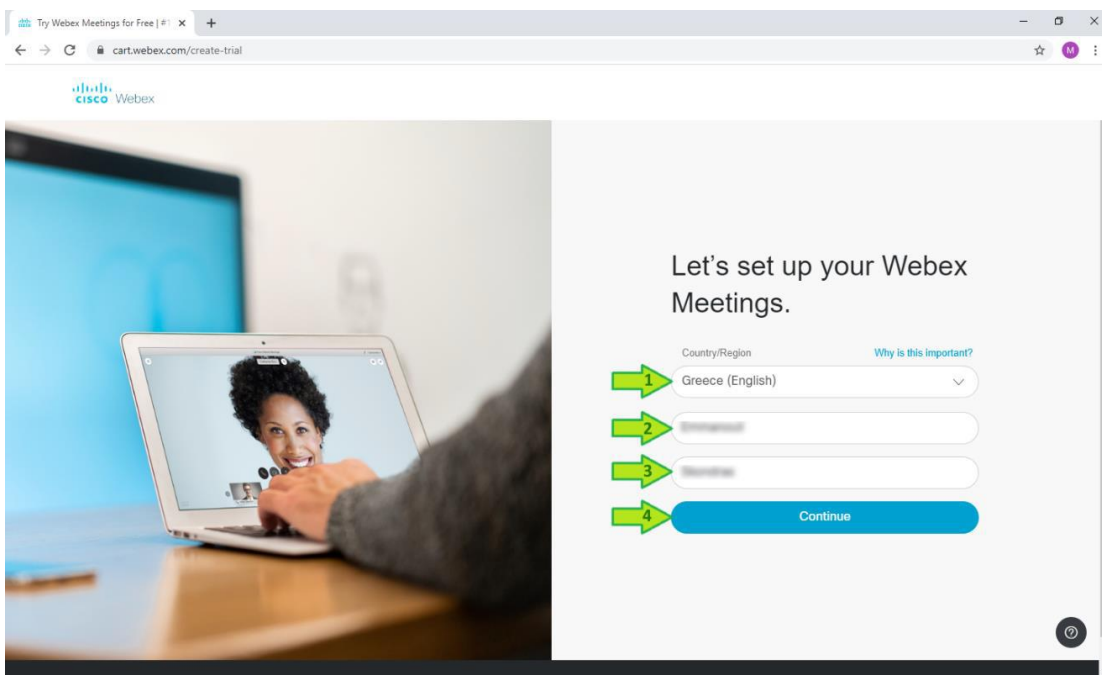 Try Webex Meetings for Free | #1
cart.webex.com/create-trial
M
cisco Webex
Let's set up your Webex
Meetings.
Country/Region
Why is this important?
1
Greece (English)
2
3
4
Continue